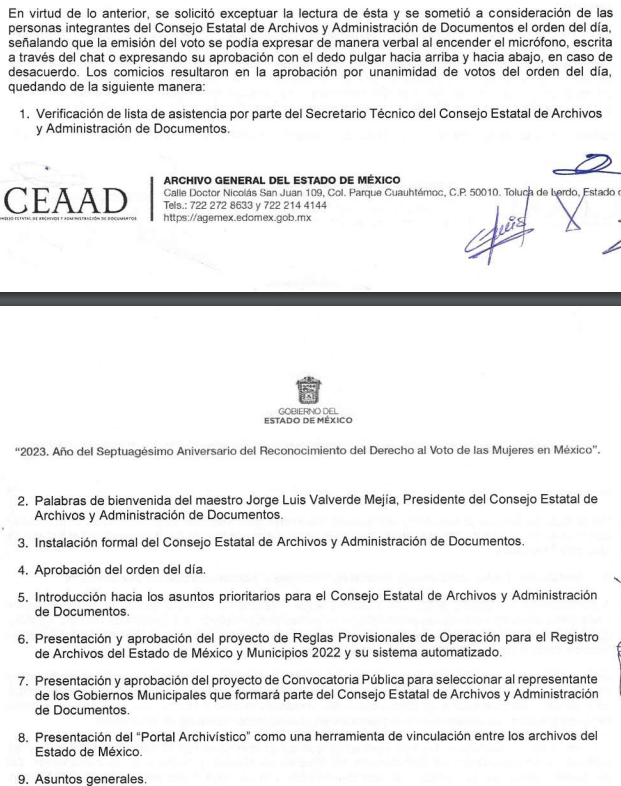 En virtud de lo anterior, se solicitó exceptuar la lectura de ésta y se sometió a consideración de las
personas integrantes del Consejo Estatal de Archivos y Administración de Documentos el orden del día,
señalando que la emisión del voto se podía expresar de manera verbal al encender el micrófono, escrita
a través del chat o expresando su aprobación con el dedo pulgar hacia arriba y hacia abajo, en caso de
desacuerdo. Los comicios resultaron en la aprobación por unanimidad de votos del orden del día,
quedando de la siguiente manera:
1. Verificación de lista de asistencia por parte del Secretario Técnico del Consejo Estatal de Archivos
y Administración de Documentos.
CEAAD
CONSEJO ESTATAL DE ARCHIVOS Y ADMINISTRACIÓN DE DOCUMENTOS
ARCHIVO GENERAL DEL ESTADO DE MÉXICO
Calle Doctor Nicolás San Juan 109, Col. Parque Cuauhtémoc, C.P. 50010. Toluca de Lerdo, Estado d
Tels.: 722 272 8633 y 722 214 4144
https://agemex.edomex.gob.mx
GOBIERNO DEL
ESTADO DE MÉXICO
“2023. Año del Septuagésimo Aniversario del Reconocimiento del Derecho al Voto de las Mujeres en México”.
2. Palabras de bienvenida del maestro Jorge Luis Valverde Mejía, Presidente del Consejo Estatal de
Archivos y Administración de Documentos.
3. Instalación formal del Consejo Estatal de Archivos y Administración de Documentos.
4. Aprobación del orden del día.
5. Introducción hacia los asuntos prioritarios para el Consejo Estatal de Archivos y Administración
de Documentos.
6. Presentación y aprobación del proyecto de Reglas Provisionales de Operación para el Registro
de Archivos del Estado de México y Municipios 2022 y su sistema automatizado.
7. Presentación y aprobación del proyecto de Convocatoria Pública para seleccionar al representante
de los Gobiernos Municipales que formará parte del Consejo Estatal de Archivos y Administración
de Documentos.
8. Presentación del “Portal Archivístico” como una herramienta de vinculación entre los archivos del
Estado de México.
9. Asuntos generales.